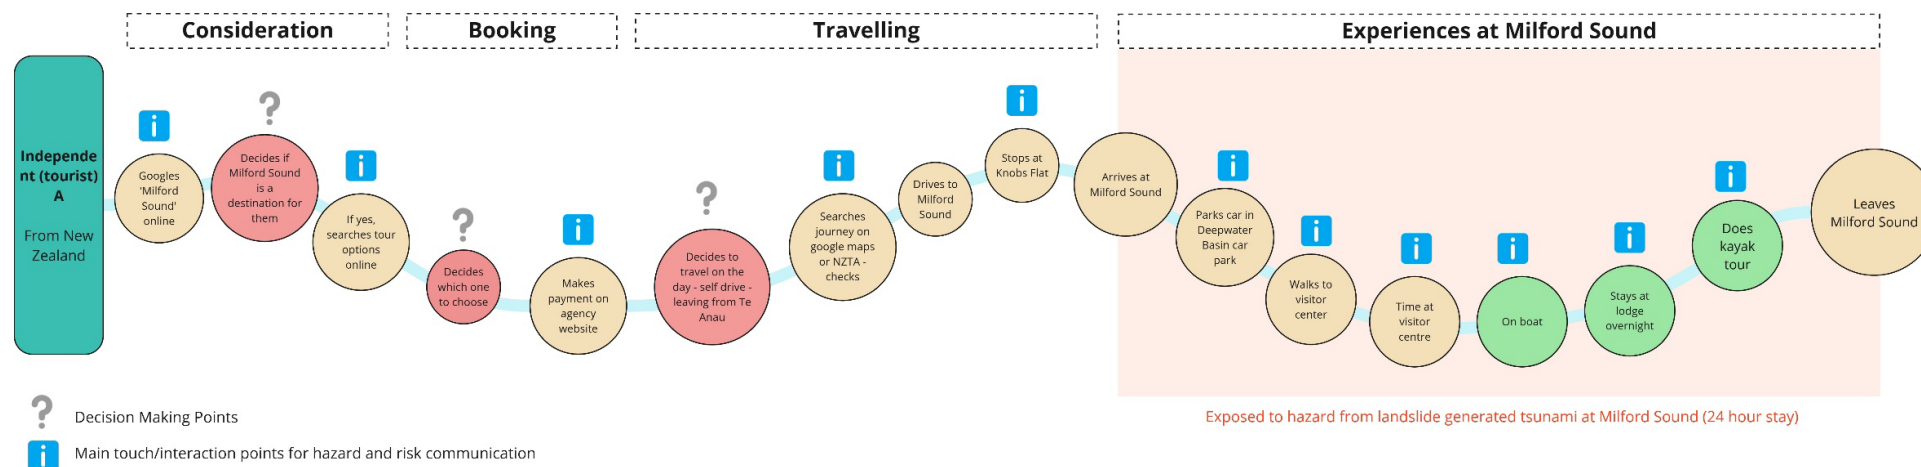 Consideration
Booking
Travelling
Experiences at Milford Sound
Independe
nt (tourist)
A
From New
Zealand
Googles
'Milford
Sound'
online
Decides if
Milford Sound
is a
destination for
them
If yes,
searches tour
options
online
Decides
which one
to choose
Makes
payment on
agency
website
Decides to
travel on the
day - self drive -
leaving from Te
Anau
Searches
journey on
google maps
or NZTA -
checks
Drives to
Milford
Sound
Stops at
Knobs Flat
Arrives at
Milford Sound
Parks car in
Deepwater
Basin car
park
Walks to
visitor
center
Time at
visitor
centre
On boat
Stays at
lodge
overnight
Does
kayak
tour
Leaves
Milford Sound
? Decision Making Points
i Main touch/interaction points for hazard and risk communication
Exposed to hazard from landslide generated tsunami at Milford Sound (24 hour stay)